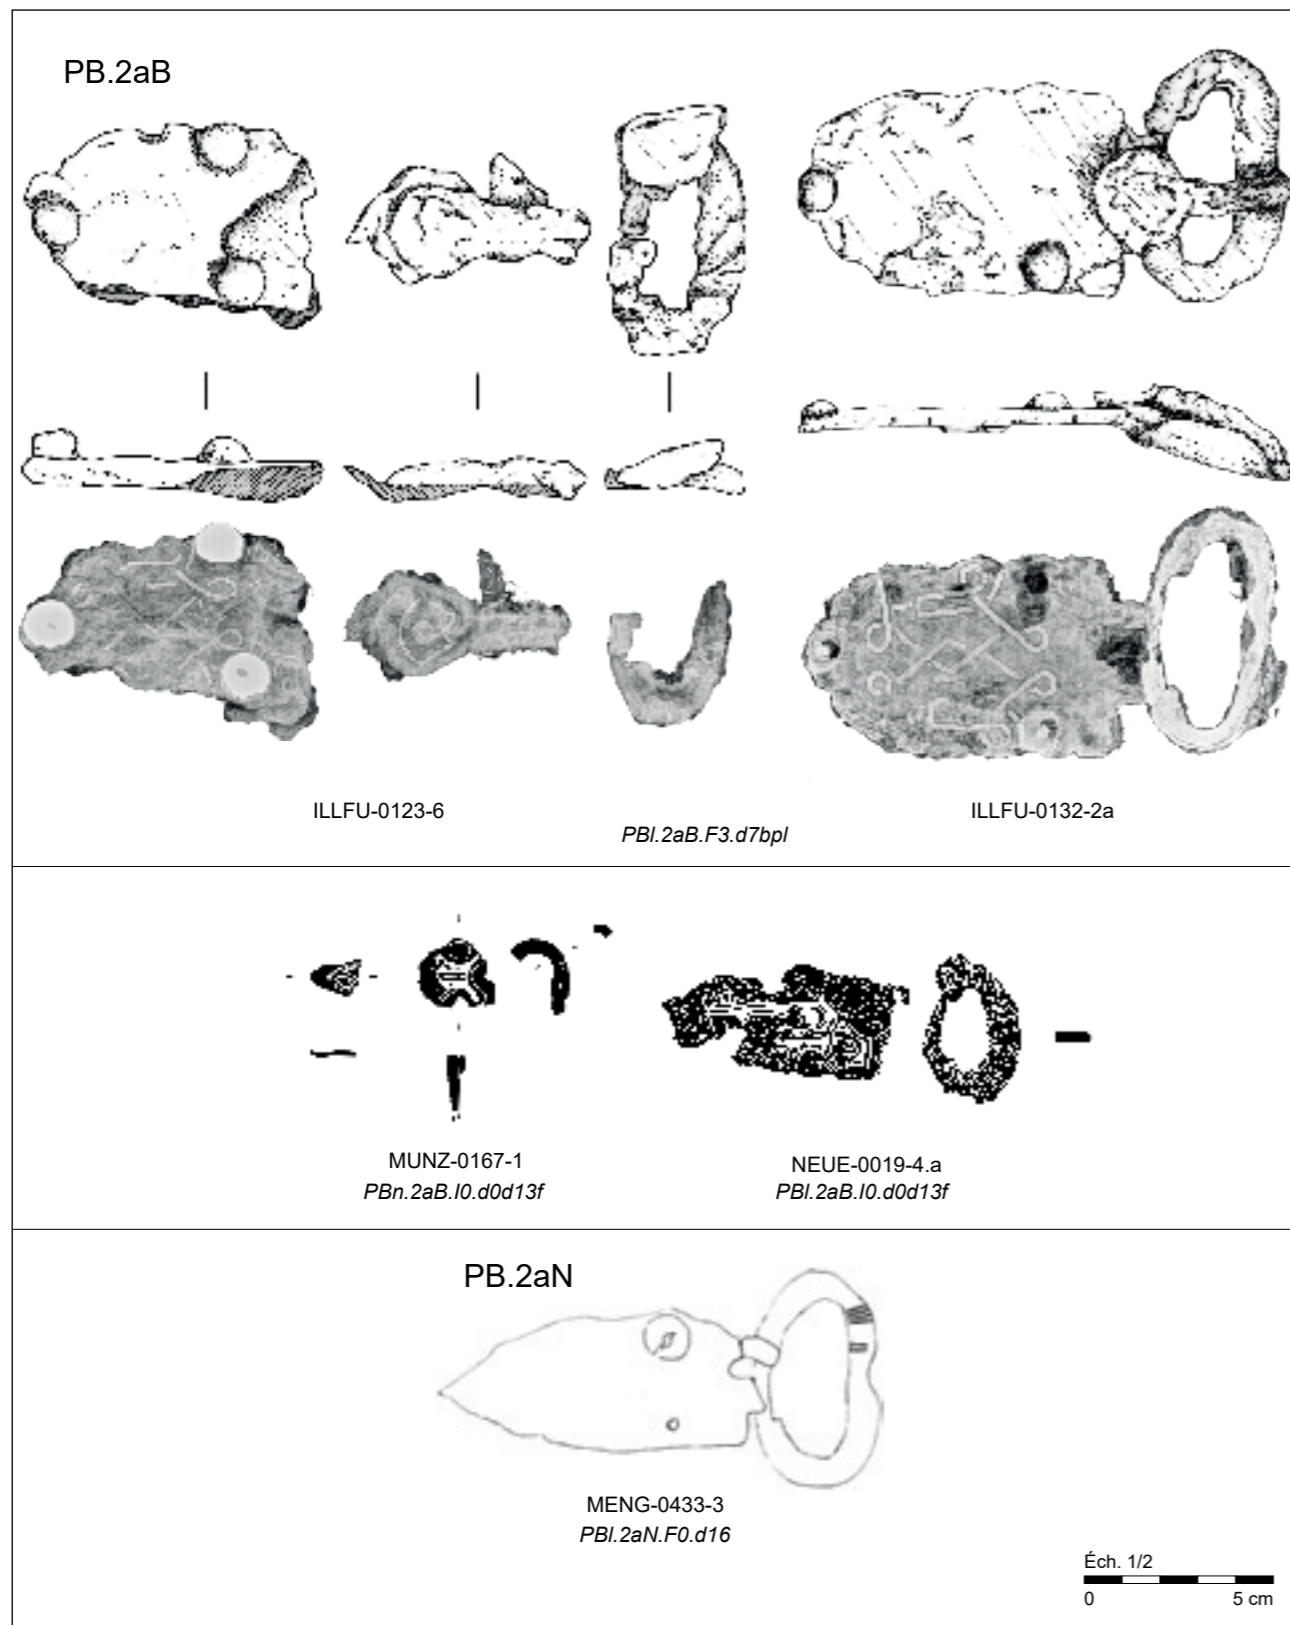 PB.2aB
ILLFU-0123-6
ILLFU-0132-2a
PBl.2aB.F3.d7bpl
MUNZ-0167-1
PBn.2aB.I0.d0d13f
NEUE-0019-4.a
PBl.2aB.I0.d0d13f
PB.2aN
MENG-0433-3
PBl.2aN.F0.d16
Éch. 1/2
0 5 cm